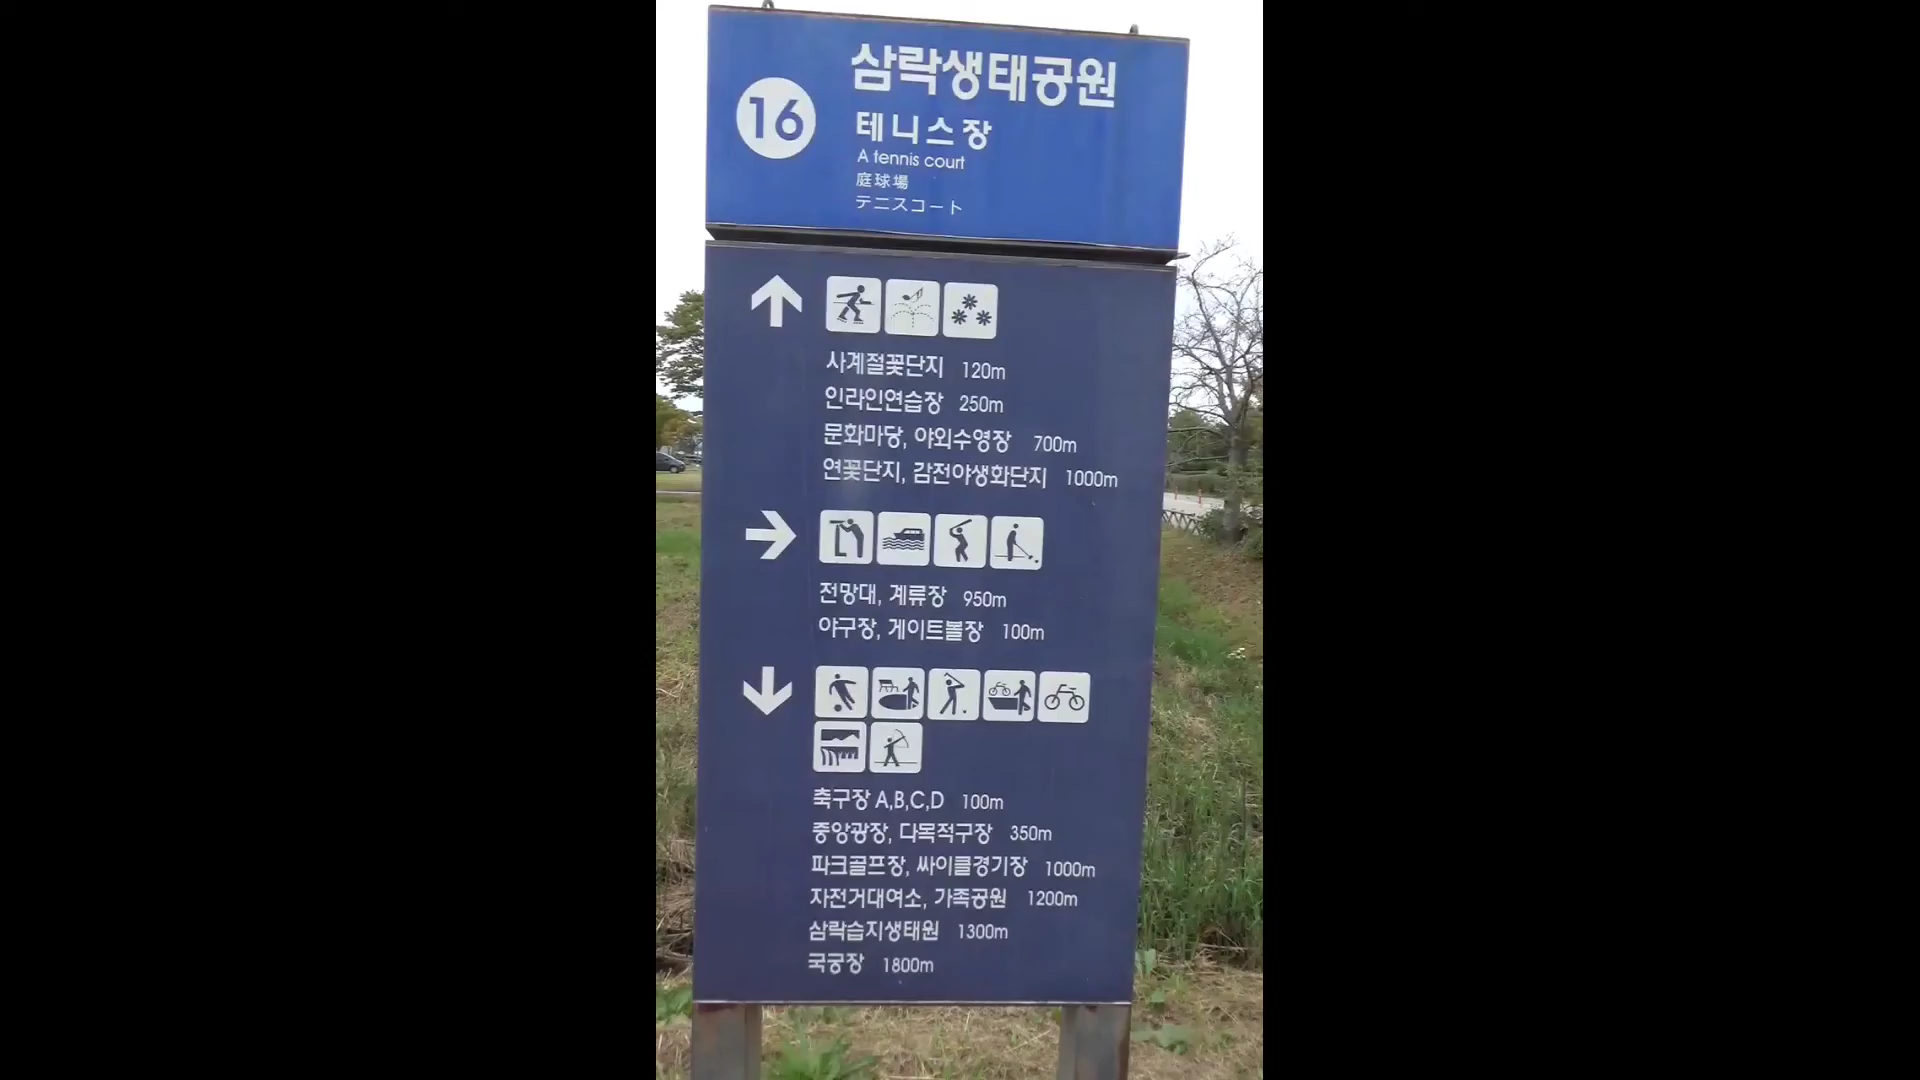 16
삼락생태공원
테니스장
A tennis court
庭球場
テニスコート
사계절꽃단지 120m
인라인연습장 250m
문화마당, 야외수영장 700m
연꽃단지, 감전야생화단지 1000m
전망대, 계류장 950m
야구장, 게이트볼장 100m
축구장 A,B,C,D 100m
중앙광장, 다목적구장 350m
파크골프장, 싸이클경기장 1000m
자전거대여소, 가족공원 1200m
삼락습지생태원 1300m
국궁장 1800m